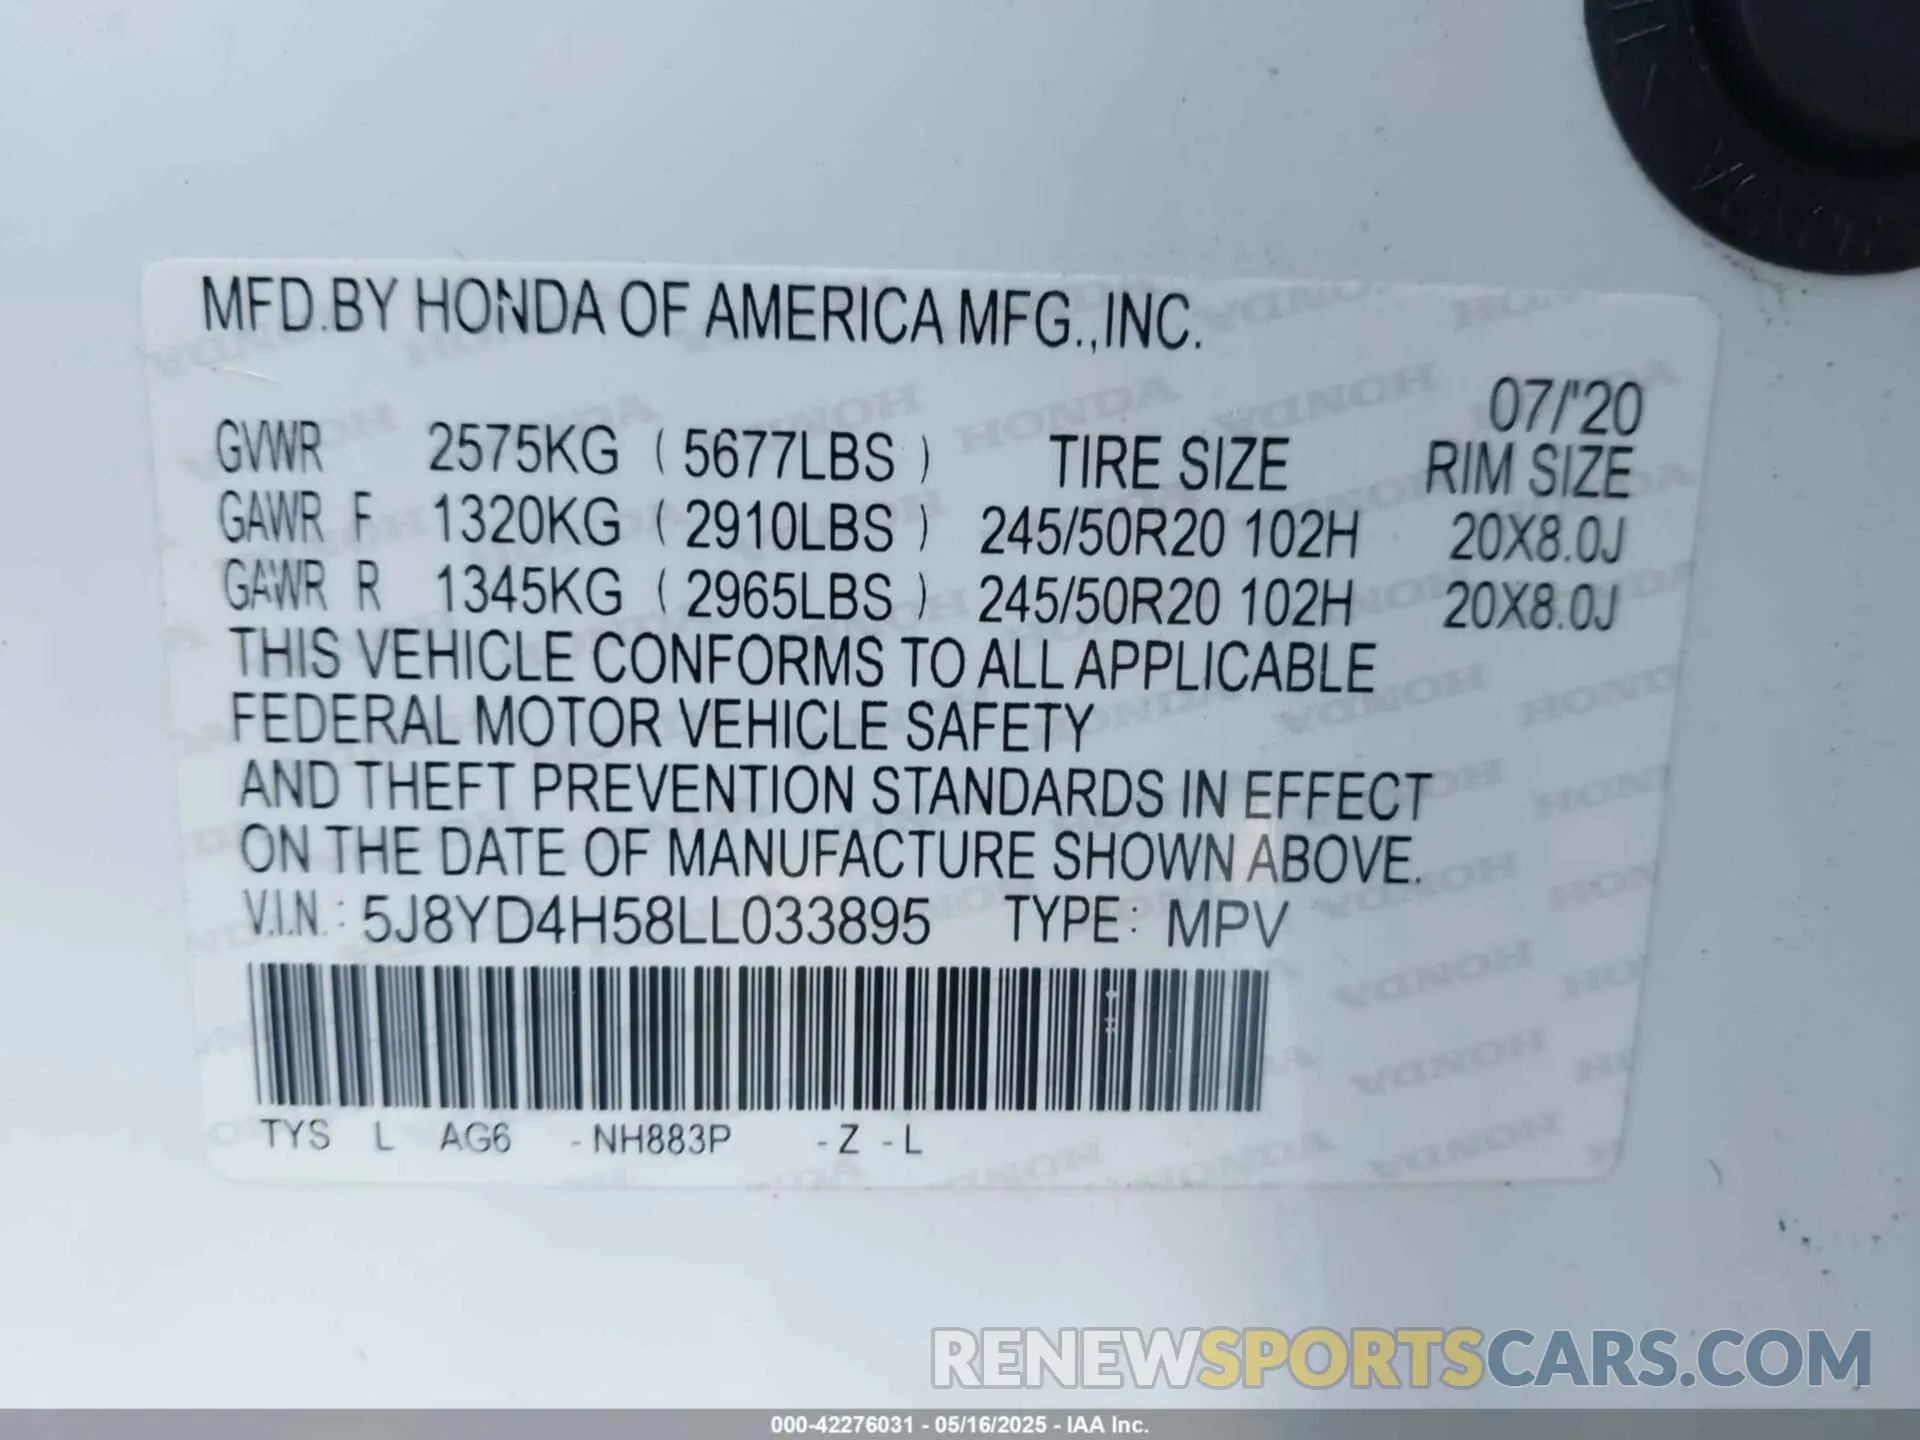 MFD.BY HONDA OF AMERICA MFG.,INC.
07/'20
GVWR 2575KG ( 5677LBS ) TIRE SIZE RIM SIZE
GAWR F 1320KG ( 2910LBS ) 245/50R20 102H 20X8.0J
GAWR R 1345KG ( 2965LBS ) 245/50R20 102H 20X8.0J
THIS VEHICLE CONFORMS TO ALL APPLICABLE
FEDERAL MOTOR VEHICLE SAFETY
AND THEFT PREVENTION STANDARDS IN EFFECT
ON THE DATE OF MANUFACTURE SHOWN ABOVE.
V.I.N.: 5J8YD4H58LL033895 TYPE: MPV
TYS L AG6 -NH883P -Z -L
RENEWSPORTSCARS.COM
000-42276031 - 05/16/2025 - IAA Inc.